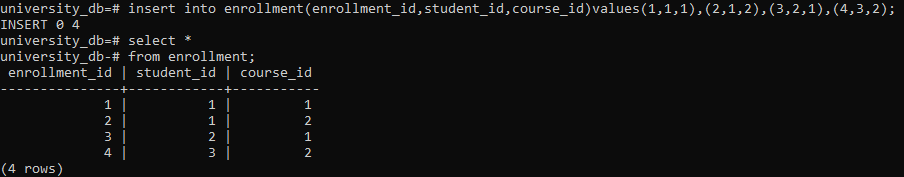 university_db=# insert into enrollment(enrollment_id,student_id,course_id)values(1,1,1),(2,1,2),(3,2,1),(4,3,2);
INSERT 0 4
university_db=# select *
university_db-# from enrollment;
 enrollment_id | student_id | course_id
---------------+------------+-----------
             1 |          1 |         1
             2 |          1 |         2
             3 |          2 |         1
             4 |          3 |         2
(4 rows)